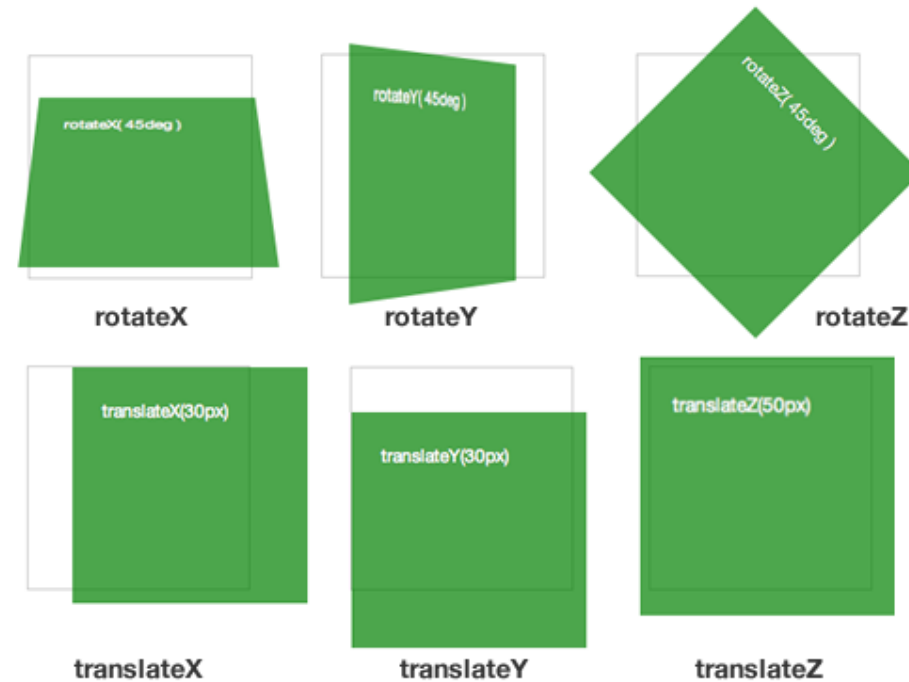 rotateX( 45deg )
rotateY( 45deg )
rotateZ( 45deg )
rotateX
rotateY
rotateZ
translateX(30px)
translateY(30px)
translateZ(50px)
translateX
translateY
translateZ